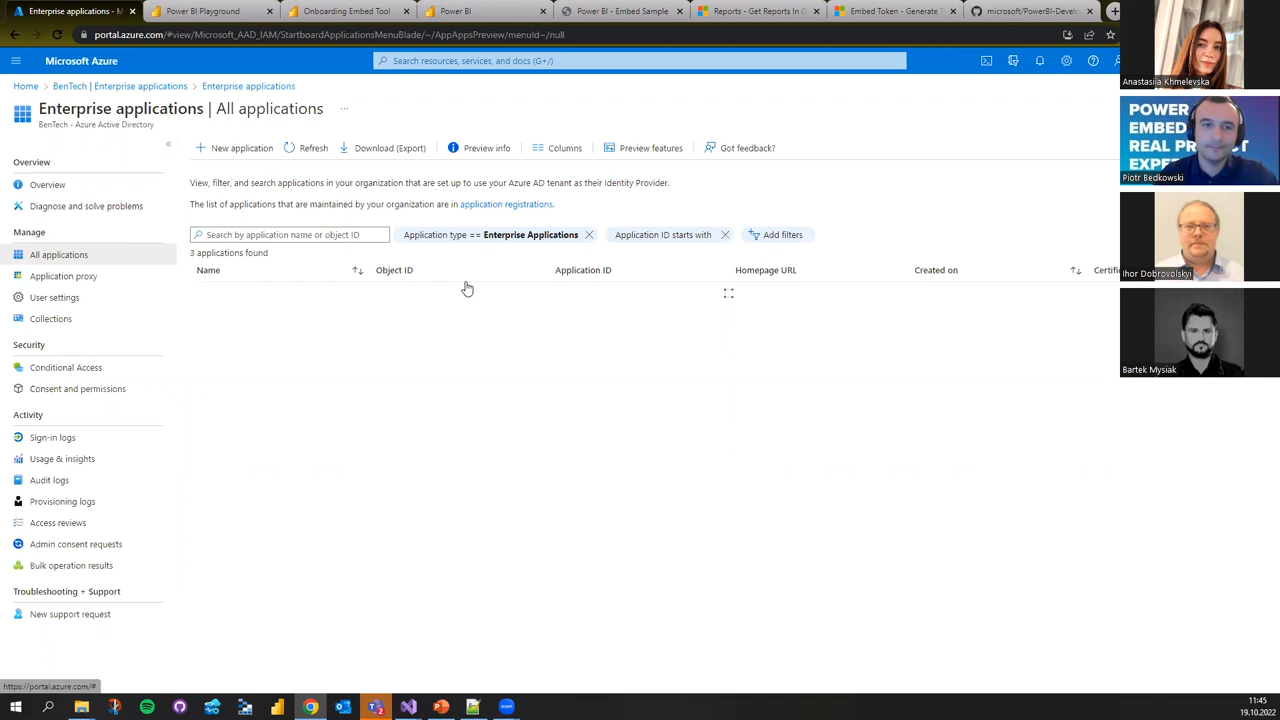 Enterprise applications - M
Power BI Playground
Onboarding Embed Tool
Power BI
Power BI - Embed Sample
Reports - Get Reports In G
Embed Token - Generate T
microsoft/PowerBI-Develo
portal.azure.com/#view/Microsoft_AAD_IAM/StartboardApplicationsMenuBlade/~/AppAppsPreview/menuId~/null
Microsoft Azure
Search resources, services, and docs (G+/)
Home > BenTech | Enterprise applications > Enterprise applications
Enterprise applications | All applications ...
BenTech - Azure Active Directory
Overview
Overview
Diagnose and solve problems
Manage
All applications
Application proxy
User settings
Collections
Security
Conditional Access
Consent and permissions
Activity
Sign-in logs
Usage & insights
Audit logs
Provisioning logs
Access reviews
Admin consent requests
Bulk operation results
Troubleshooting + Support
New support request
New application
Refresh
Download (Export)
Preview info
Columns
Preview features
Got feedback?
View, filter, and search applications in your organization that are set up to use your Azure AD tenant as their Identity Provider.
The list of applications that are maintained by your organization are in application registrations.
Search by application name or object ID
Application type == Enterprise Applications
Application ID starts with
Add filters
3 applications found
Name
Object ID
Application ID
Homepage URL
Created on
Certifi
https://portal.azure.com/#
Anastasiia Khmelevska
POWER
EMBED
REAL PR CT
EXPE
Piotr Bedkowski
Ihor Dobrovolskyi
Bartek Mysiak
11:45
19.10.2022